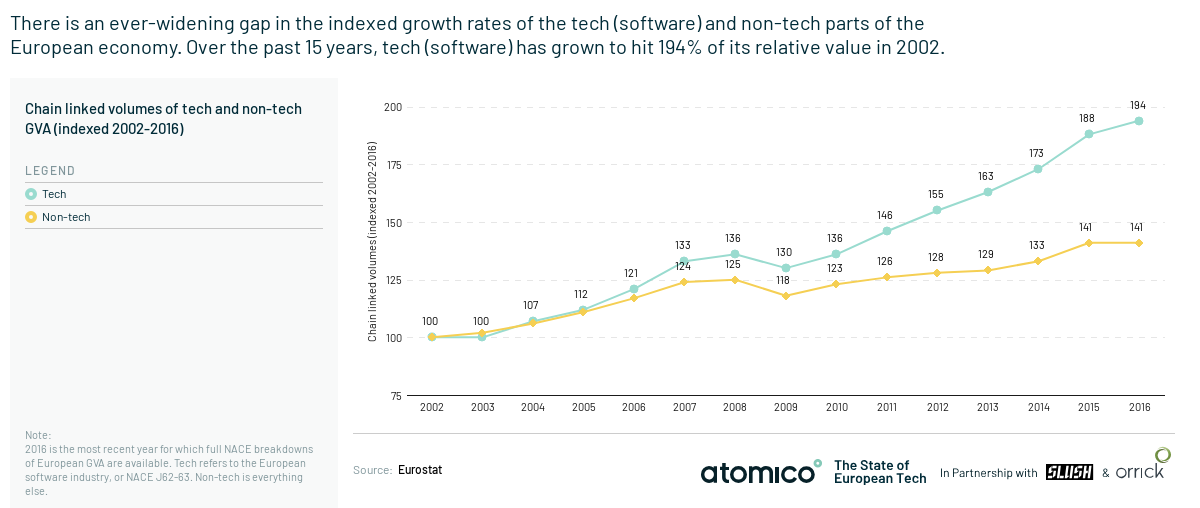 There is an ever-widening gap in the indexed growth rates of the tech (software) and non-tech parts of the
European economy. Over the past 15 years, tech (software) has grown to hit 194% of its relative value in 2002.
Chain linked volumes of tech and non-tech
GVA (indexed 2002-2016)
LEGEND
Tech
Non-tech
Note:
2016 is the most recent year for which full NACE breakdowns
of European GVA are available. Tech refers to the European
software industry, or NACE J62-63. Non-tech is everything
else.
Chain linked volumes (indexed 2002-2016)
200
175
150
125
100
75
100
100
107
112
121
133
136
130
136
146
155
163
173
188
194
124
125
118
123
126
128
129
133
141
141
2002 2003 2004 2005 2006 2007 2008 2009 2010 2011 2012 2013 2014 2015 2016
Source: Eurostat
atomico
The State of
European Tech
In Partnership with SLUSH & orrick